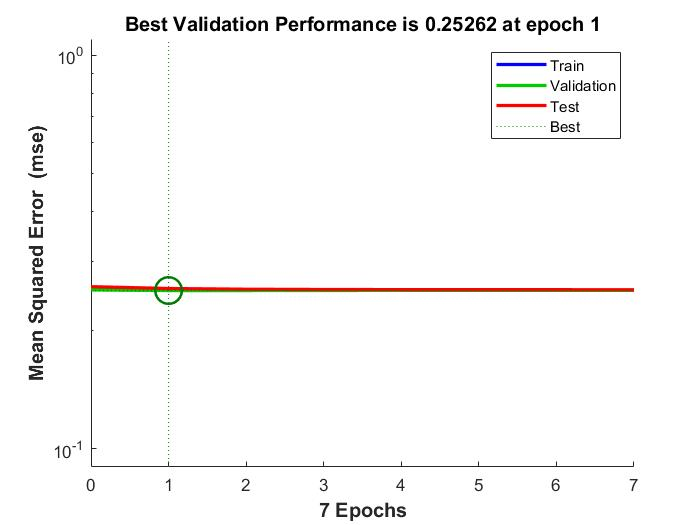 Best Validation Performance is 0.25262 at epoch 1
10^0
Train
Validation
Test
Best
Mean Squared Error (mse)
10^-1
0 1 2 3 4 5 6 7
7 Epochs